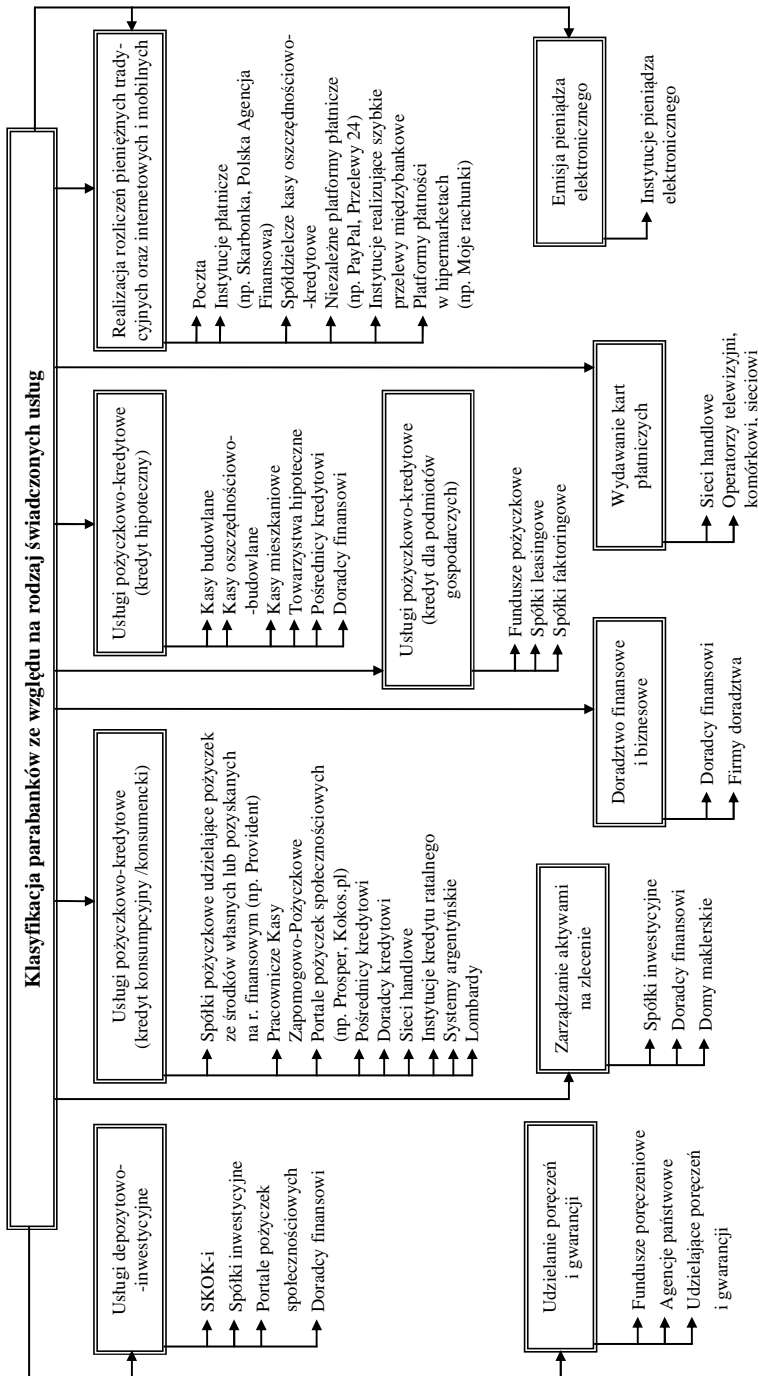 Klasyfikacja parabanków ze względu na rodzaj świadczonych usług
Usługi depozytowo-
-inwestycyjne
SKOK-i
Spółki inwestycyjne
Portale pożyczek
społecznościowych
Doradcy finansowi
Usługi pożyczkowo-kredytowe
(kredyt konsumpcyjny /konsumencki)
Spółki pożyczkowe udzielające pożyczek
ze środków własnych lub pozyskanych
na r. finansowym (np. Provident)
Pracownicze Kasy
Zapomogowo-Pożyczkowe
Portale pożyczek społecznościowych
(np. Prosper, Kokos.pl)
Pośrednicy kredytowi
Doradcy kredytowi
Sieci handlowe
Instytucje kredytu ratalnego
Systemy argentyńskie
Lombardy
Usługi pożyczkowo-kredytowe
(kredyt hipoteczny)
Kasy budowlane
Kasy oszczędnościowo-
-budowlane
Kasy mieszkaniowe
Towarzystwa hipoteczne
Pośrednicy kredytowi
Doradcy finansowi
Realizacja rozliczeń pieniężnych trady-
cyjnych oraz internetowych i mobilnych
Poczta
Instytucje płatnicze
(np. Skarbonka, Polska Agencja
Finansowa)
Spółdzielcze kasy oszczędnościowo-
-kredytowe
Niezależne platformy płatnicze
(np. PayPal, Przelewy 24)
Instytucje realizujące szybkie
przelewy międzybankowe
Platformy płatności
w hipermarketach
(np. Moje rachunki)
Usługi pożyczkowo-kredytowe
(kredyt dla podmiotów
gospodarczych)
Fundusze pożyczkowe
Spółki leasingowe
Spółki faktoringowe
Udzielanie poręczeń
i gwarancji
Fundusze poręczeniowe
Agencje państwowe
Udzielające poręczeń
i gwarancji
Zarządzanie aktywami
na zlecenie
Spółki inwestycyjne
Doradcy finansowi
Domy maklerskie
Doradztwo finansowe
i biznesowe
Doradcy finansowi
Firmy doradztwa
Wydawanie kart
płatniczych
Sieci handlowe
Operatorzy telewizyjni,
komórkowi, sieciowi
Emisja pieniądza
elektronicznego
Instytucje pieniądza
elektronicznego